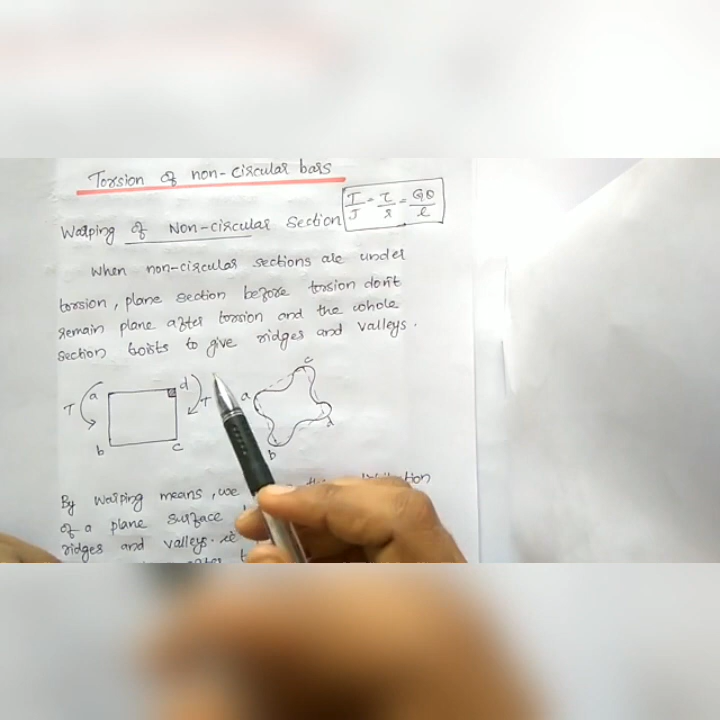 Torsion of non-circular bars
T/J = τ/r = Gθ/l
Warping of Non-circular section
When non-circular sections are under
torsion, plane section before torsion don't
remain plane after torsion and the whole
section twists to give ridges and valleys.
a d c
T T a
b c b d
By warping means, we
of a plane surface
ridges and valleys. ie